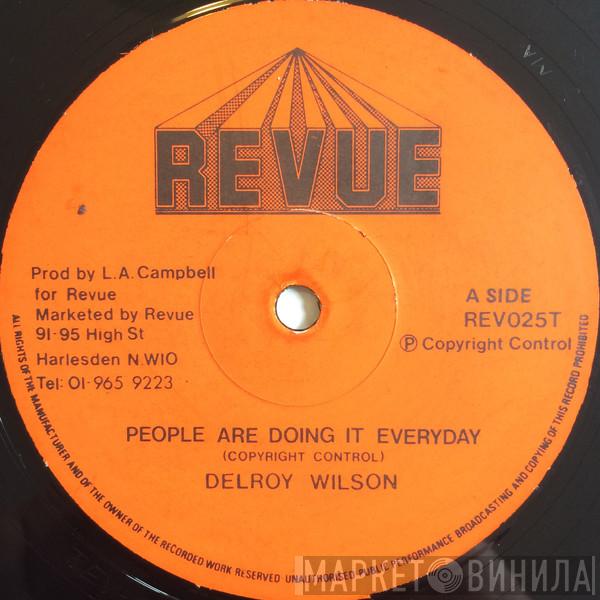 REVUE
Prod by L.A. Campbell
for Revue
Marketed by Revue
91-95 High St
Harlesden N.W10
Tel: 01-965 9223
A SIDE
REV025T
Ⓟ Copyright Control
PEOPLE ARE DOING IT EVERYDAY
(COPYRIGHT CONTROL)
DELROY WILSON
ALL RIGHTS OF THE MANUFACTURER AND OF THE OWNER OF THE RECORDED WORK RESERVED UNAUTHORISED PUBLIC PERFORMANCE BROADCASTING AND COPYING OF THIS RECORD PROHIBITED
МАРКЕТ ВИНИЛА